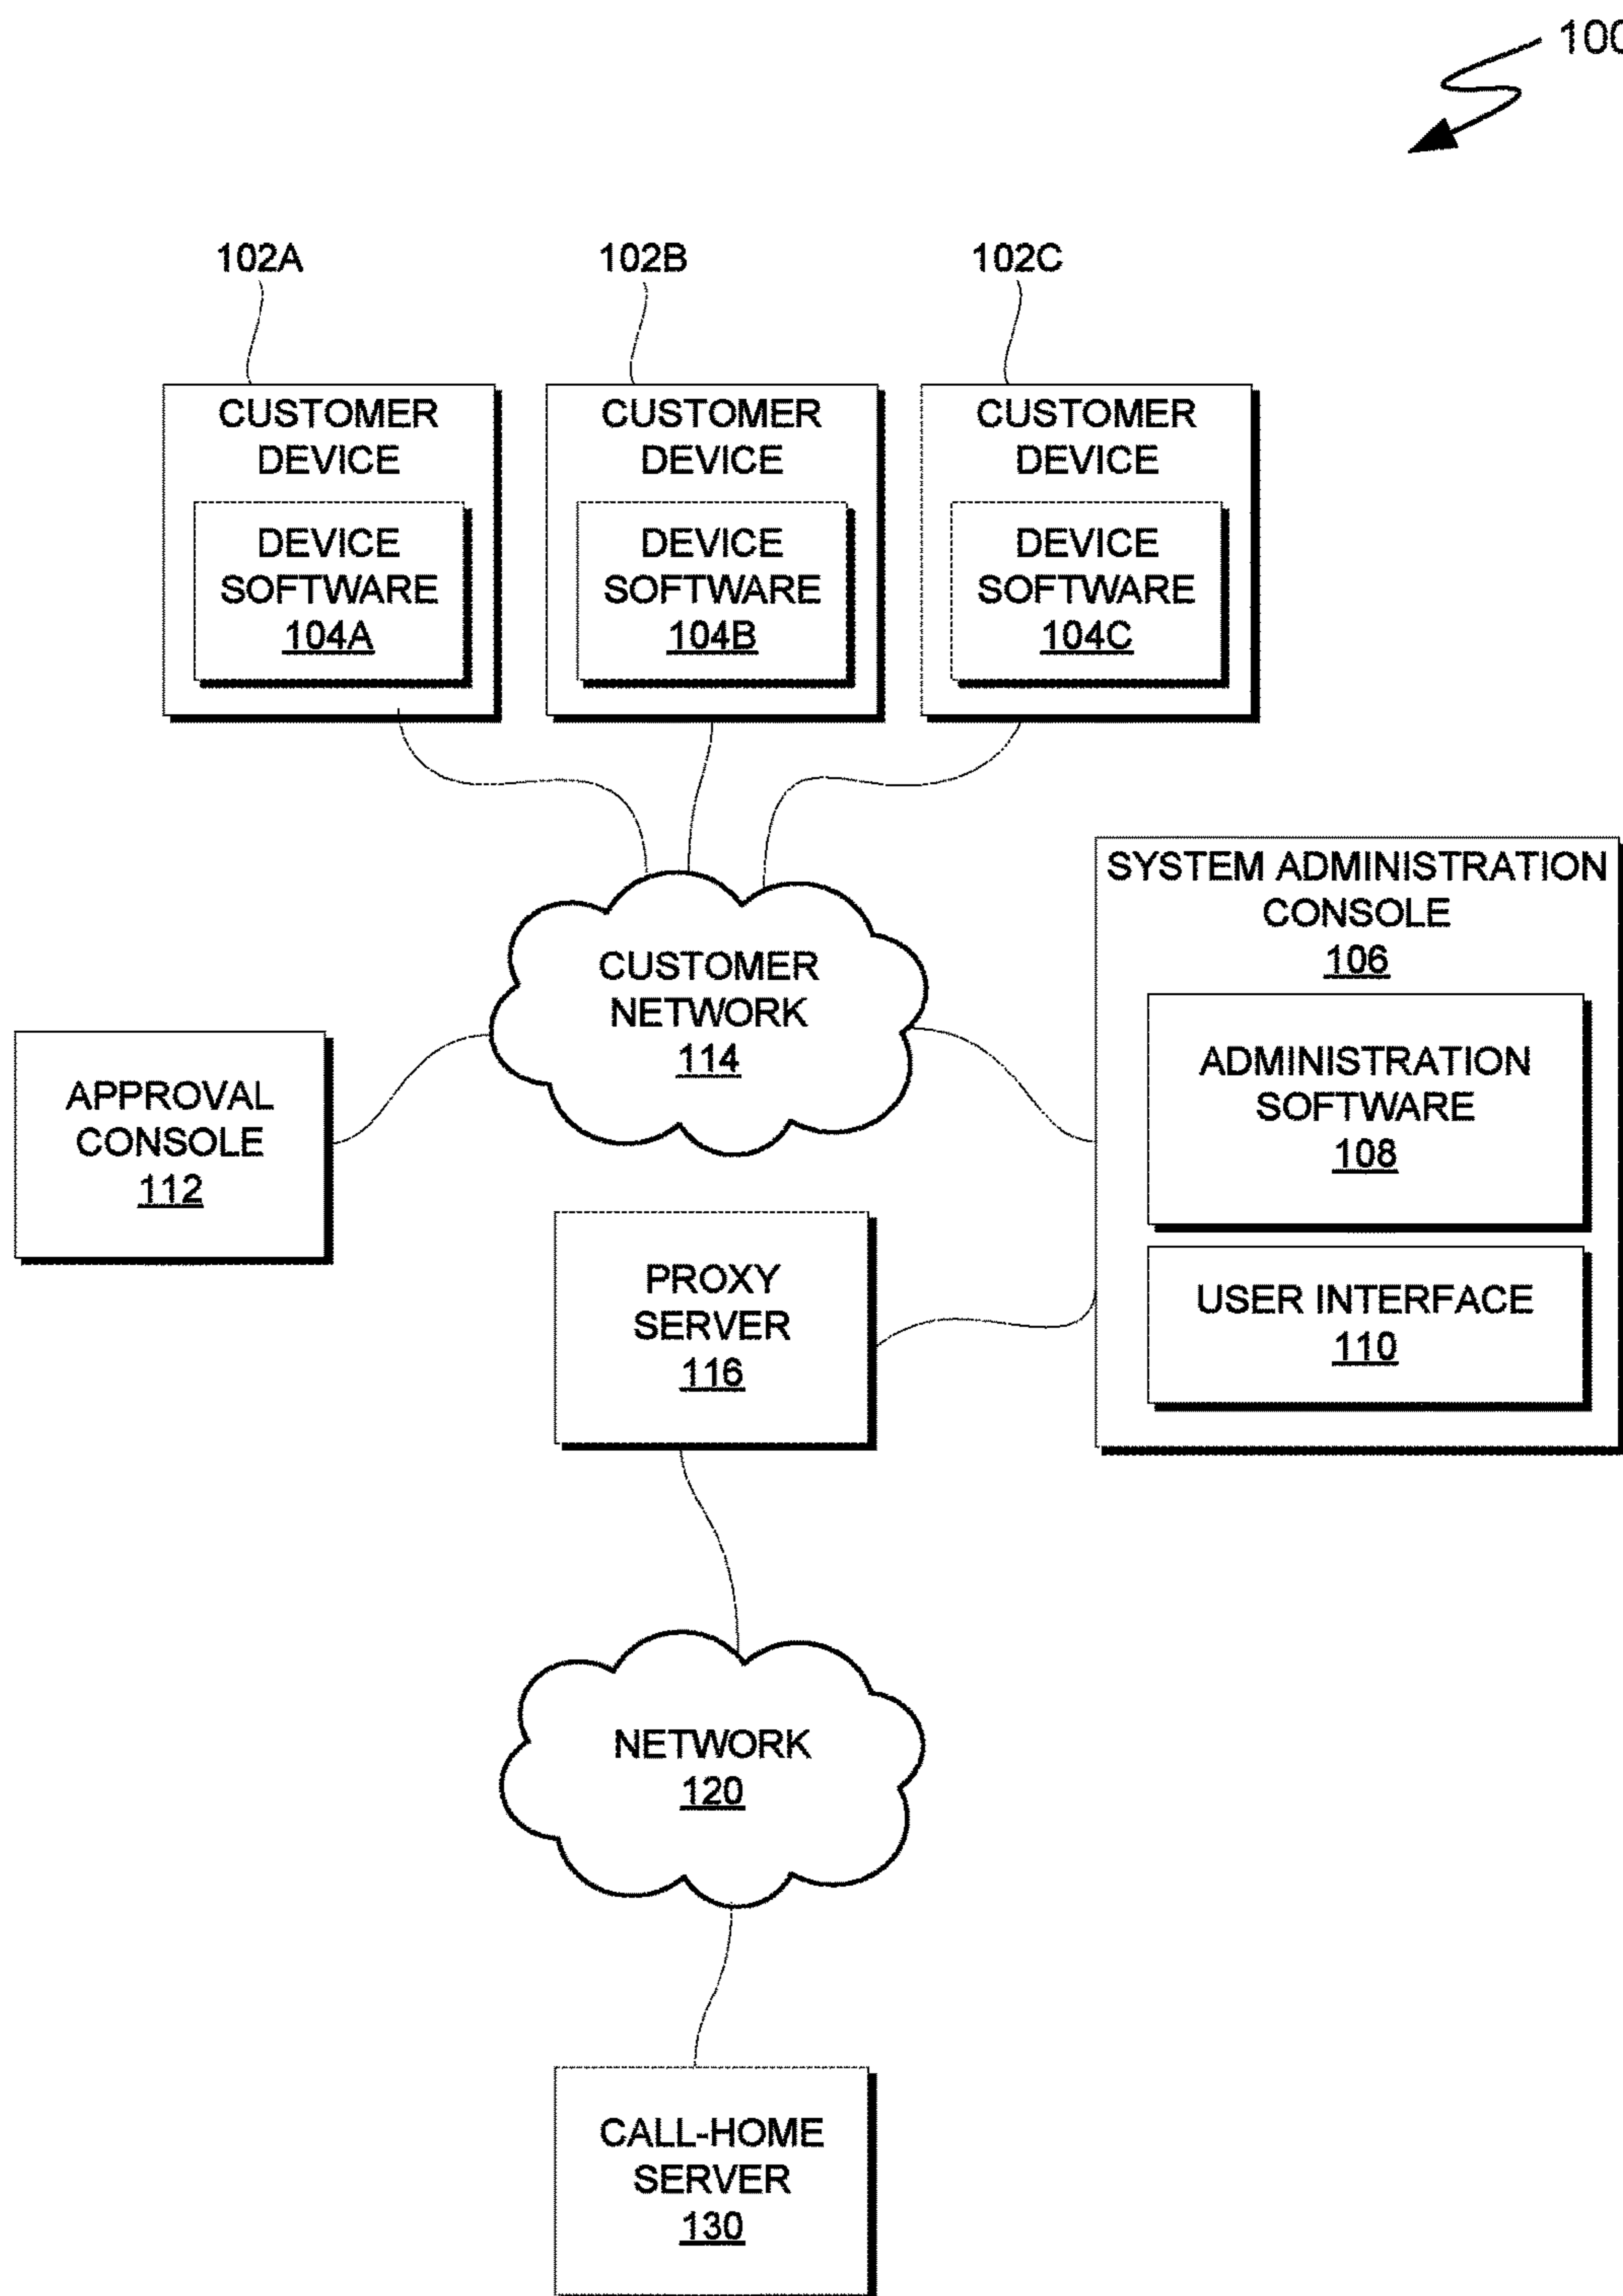 100
102A
102B
102C
CUSTOMER
DEVICE
DEVICE
SOFTWARE
104A
CUSTOMER
DEVICE
DEVICE
SOFTWARE
104B
CUSTOMER
DEVICE
DEVICE
SOFTWARE
104C
CUSTOMER
NETWORK
114
SYSTEM ADMINISTRATION
CONSOLE
106
ADMINISTRATION
SOFTWARE
108
USER INTERFACE
110
APPROVAL
CONSOLE
112
PROXY
SERVER
116
NETWORK
120
CALL-HOME
SERVER
130